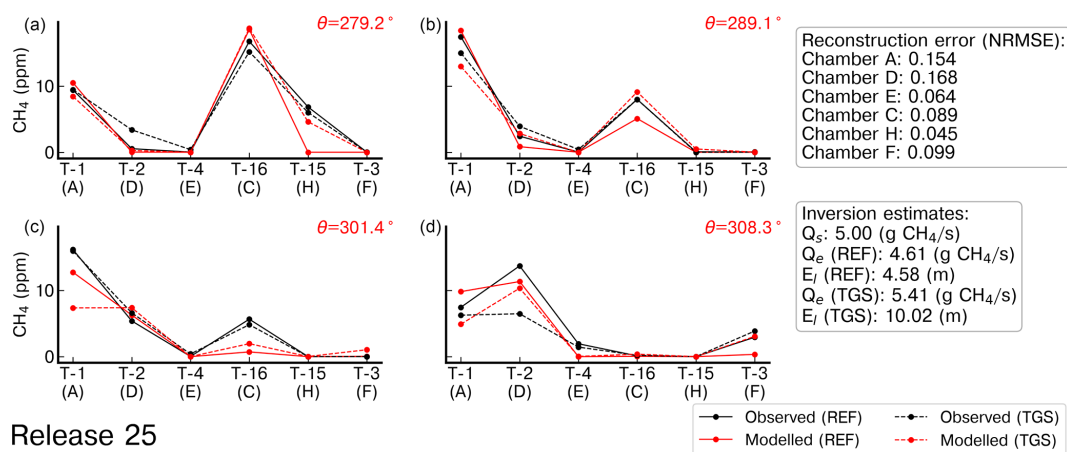 (a)
θ=279.2°
CH₄ (ppm)
10
0
T-1 T-2 T-4 T-16 T-15 T-3
(A) (D) (E) (C) (H) (F)
(b)
θ=289.1°
T-1 T-2 T-4 T-16 T-15 T-3
(A) (D) (E) (C) (H) (F)
Reconstruction error (NRMSE):
Chamber A: 0.154
Chamber D: 0.168
Chamber E: 0.064
Chamber C: 0.089
Chamber H: 0.045
Chamber F: 0.099
(c)
θ=301.4°
CH₄ (ppm)
10
0
T-1 T-2 T-4 T-16 T-15 T-3
(A) (D) (E) (C) (H) (F)
(d)
θ=308.3°
T-1 T-2 T-4 T-16 T-15 T-3
(A) (D) (E) (C) (H) (F)
Inversion estimates:
Qₛ: 5.00 (g CH₄/s)
Qₑ (REF): 4.61 (g CH₄/s)
Eₗ (REF): 4.58 (m)
Qₑ (TGS): 5.41 (g CH₄/s)
Eₗ (TGS): 10.02 (m)
Observed (REF)
Modelled (REF)
Observed (TGS)
Modelled (TGS)
Release 25